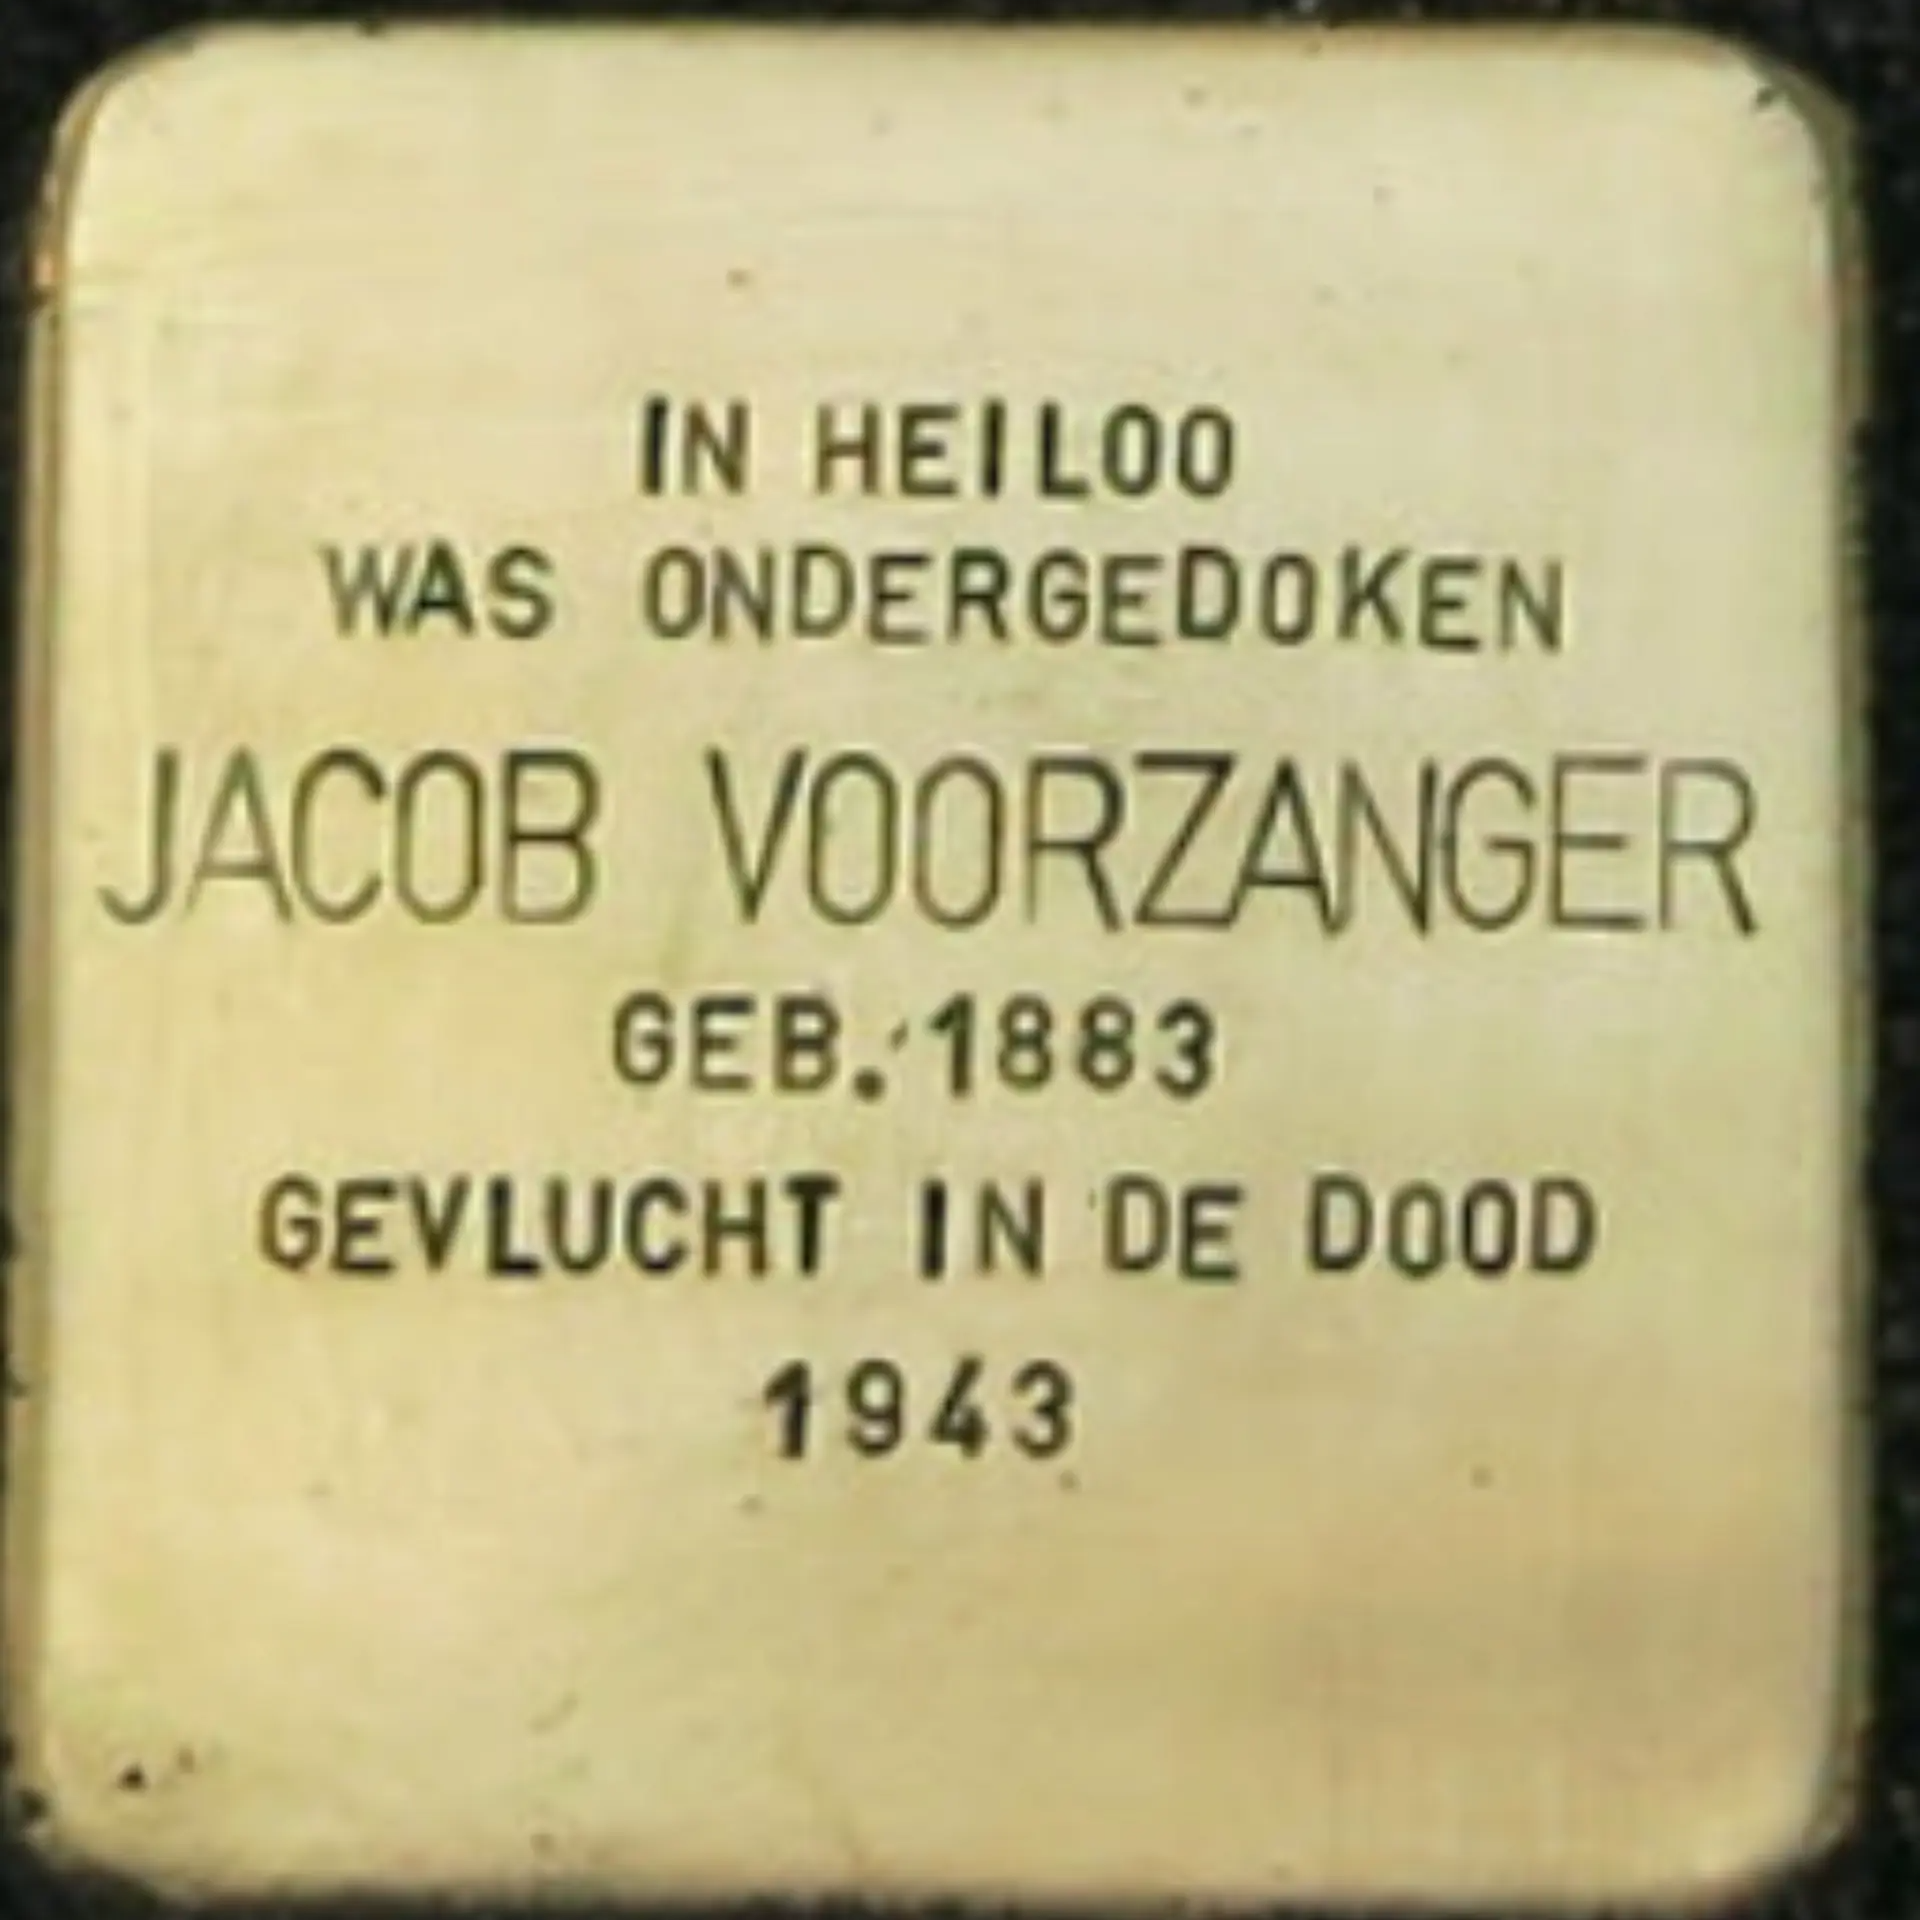 IN HEILOO
WAS ONDERGEDOKEN
JACOB VOORZANGER
GEB. 1883
GEVLUCHT IN DE DOOD
1943